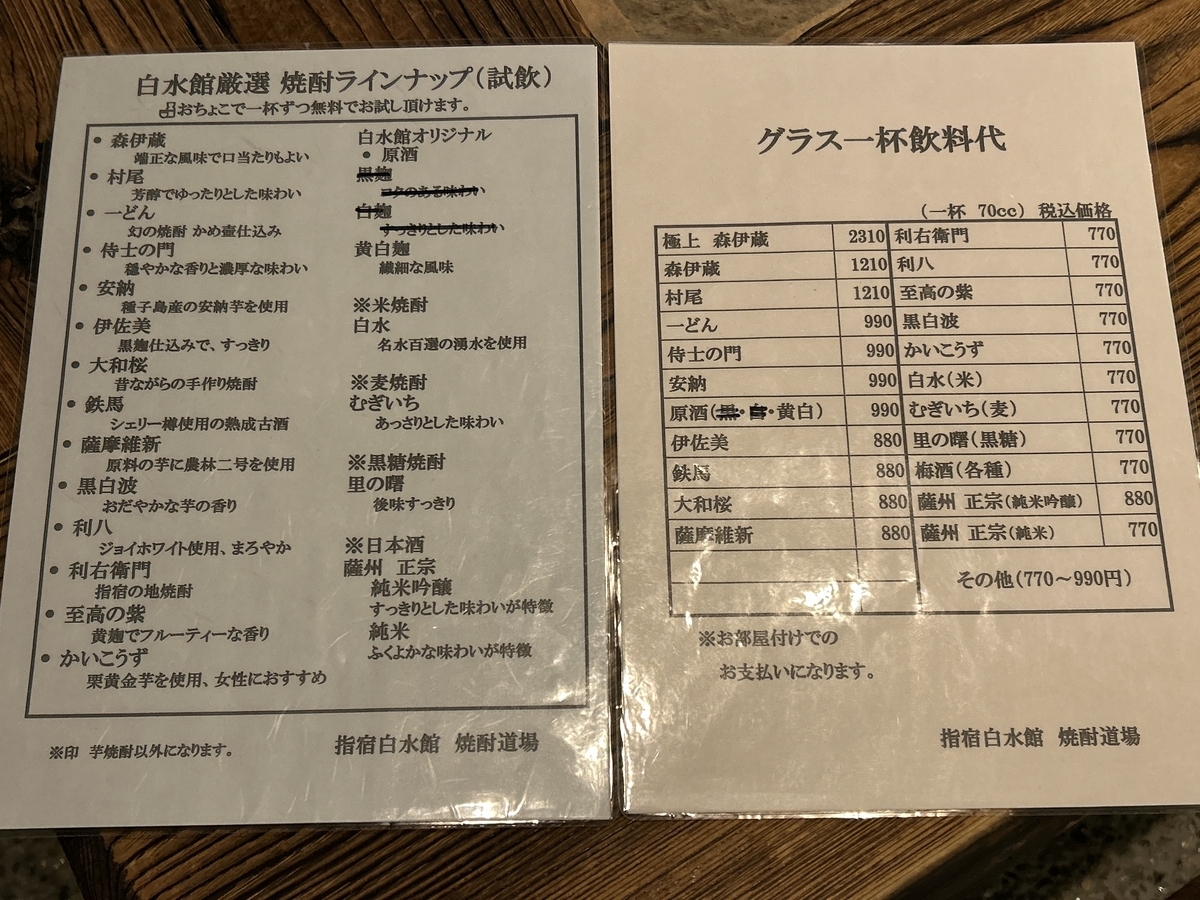 白水館厳選 焼酎ラインナップ(試飲)
おちょこで一杯ずつ無料でお試し頂けます。
• 森伊蔵
端正な風味で口当たりもよい
• 村尾
芳醇でゆったりとした味わい
• 一どん
幻の焼酎 かめ壺仕込み
• 侍士の門
穏やかな香りと濃厚な味わい
• 安納
種子島産の安納芋を使用
• 伊佐美
黒麹仕込みで、すっきり
• 大和桜
昔ながらの手作り焼酎
• 鉄馬
シェリー樽使用の熟成古酒
• 薩摩維新
原料の芋に農林二号を使用
• 黒白波
おだやかな芋の香り
• 利八
ジョイホワイト使用、まろやか
• 利右衛門
指宿の地焼酎
• 至高の紫
黄麹でフルーティーな香り
• かいこうず
栗黄金芋を使用、女性におすすめ
白水館オリジナル
• 原酒
黒麹
コクのある味わい
白麹
すっきりとした味わい
黄白麹
繊細な風味
※米焼酎
白水
名水百選の湧水を使用
※麦焼酎
むぎいち
あっさりとした味わい
※黒糖焼酎
里の曙
後味すっきり
※日本酒
薩州 正宗
純米吟醸
すっきりとした味わいが特徴
純米
ふくよかな味わいが特徴
※印 芋焼酎以外になります。
指宿白水館 焼酎道場
グラス一杯飲料代
(一杯 70cc) 税込価格
極上 森伊蔵 2310 利右衛門 770
森伊蔵 1210 利八 770
村尾 1210 至高の紫 770
一どん 990 黒白波 770
侍士の門 990 かいこうず 770
安納 990 白水(米) 770
原酒(黒・白・黄白) 990 むぎいち(麦) 770
伊佐美 880 里の曙(黒糖) 770
鉄馬 880 梅酒(各種) 770
大和桜 880 薩州 正宗(純米吟醸) 880
薩摩維新 880 薩州 正宗(純米) 770
その他(770～990円)
※お部屋付けでの
お支払いになります。
指宿白水館 焼酎道場